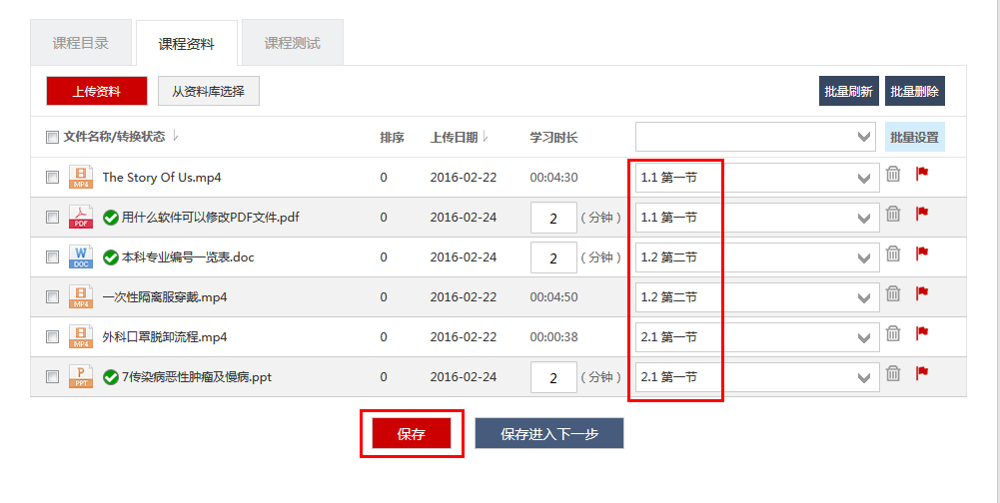 课程目录 课程资料 课程测试
上传资料 从资料库选择 批量刷新 批量删除
文件名称/转换状态 排序 上传日期 学习时长 批量设置
MP4 The Story Of Us.mp4 0 2016-02-22 00:04:30 1.1 第一节
PDF 用什么软件可以修改PDF文件.pdf 0 2016-02-24 2 (分钟) 1.1 第一节
W DOC 本科专业编号一览表.doc 0 2016-02-24 2 (分钟) 1.2 第二节
MP4 一次性隔离服穿戴.mp4 0 2016-02-22 00:04:50 1.2 第二节
MP4 外科口罩脱卸流程.mp4 0 2016-02-22 00:00:38 2.1 第一节
P PPT 7传染病恶性肿瘤及慢病.ppt 0 2016-02-24 2 (分钟) 2.1 第一节
保存 保存进入下一步